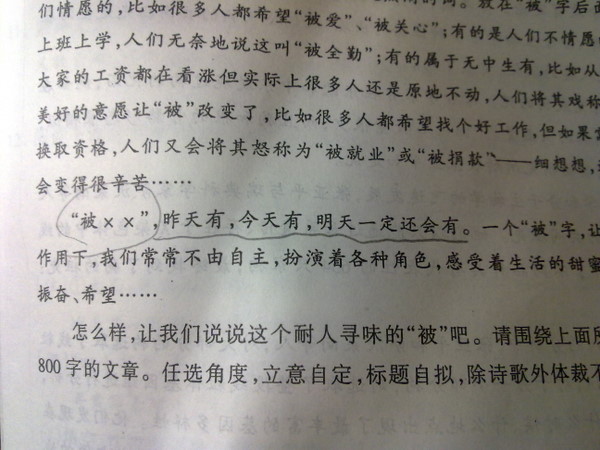 们情愿的，比如很多人都希望“被爱”、“被关心”；有的是人们不情愿
上班上学，人们无奈地说这叫“被全勤”；有的属于无中生有，比如从
大家的工资都在看涨但实际上很多人还是原地不动，人们将其戏称
美好的意愿让“被”改变了，比如很多人都希望找个好工作，但如果
换取资格，人们又会将其怒称为“被就业”或“被捐款”——细想想，
会变得很辛苦……
“被××”，昨天有，今天有，明天一定还会有。一个“被”字，让
作用下，我们常常不由自主，扮演着各种角色，感受着生活的甜蜜
振奋、希望……
怎么样，让我们说说这个耐人寻味的“被”吧。请围绕上面所
800字的文章。任选角度，立意自定，标题自拟，除诗歌外体裁不